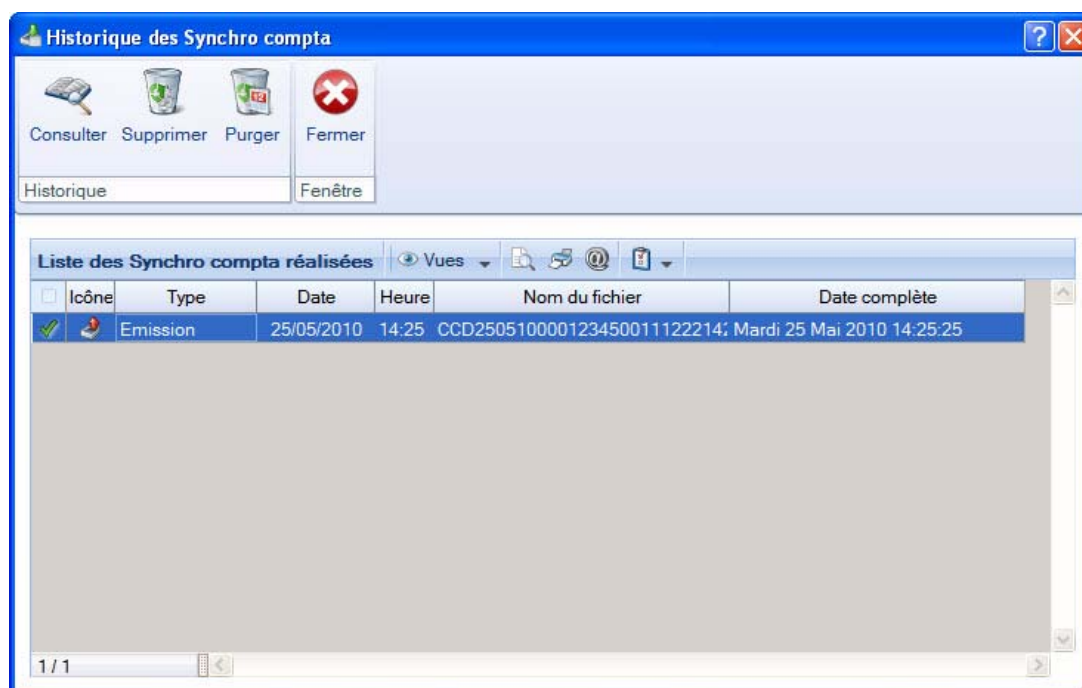 Historique des Synchro compta
Consulter Supprimer Purger Fermer
Historique Fenêtre
Liste des Synchro compta réalisées Vues
Icône Type Date Heure Nom du fichier Date complète
Emission 25/05/2010 14:25 Mardi 25 Mai 2010 14:25:25
1 / 1